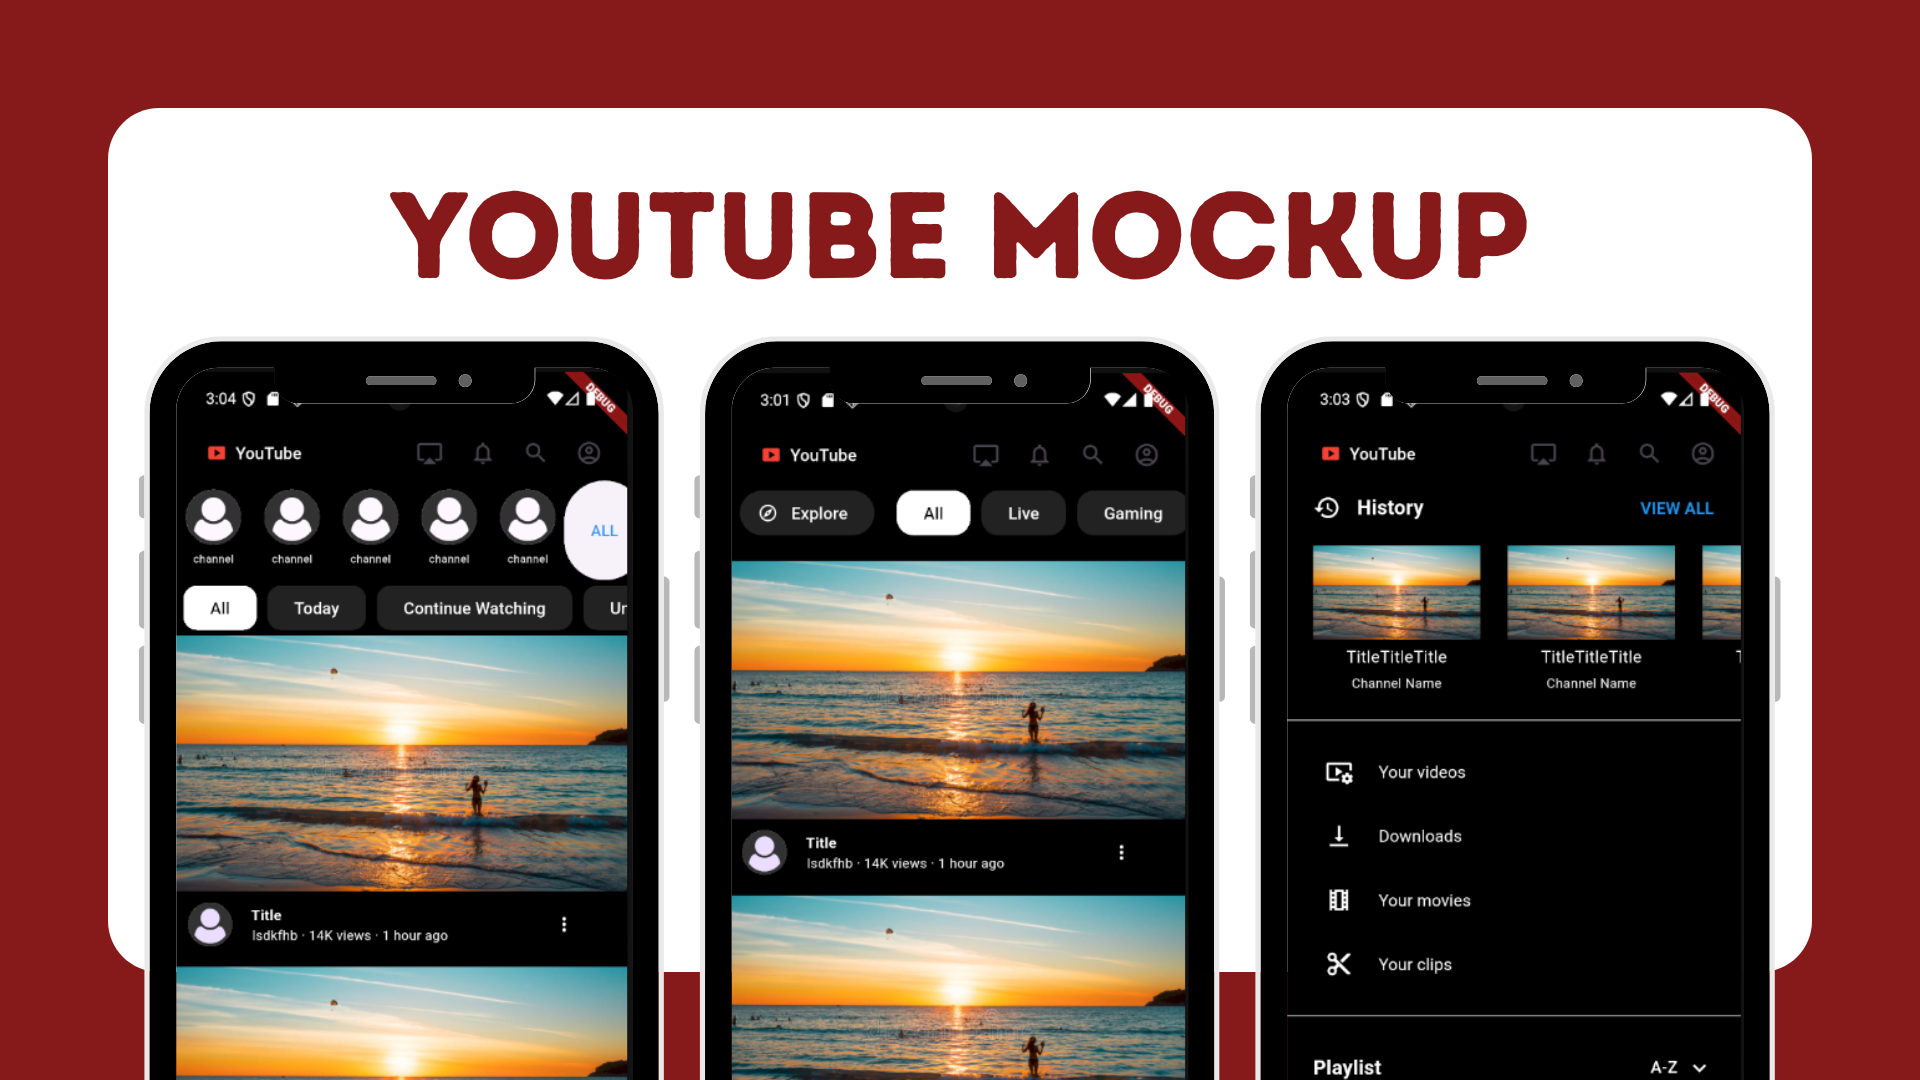 YOUTUBE MOCKUP
3:04
DEBUG
YouTube
channel channel channel channel channel
ALL
All Today Continue Watching Un
Title
lsdkfhb · 14K views · 1 hour ago
3:01
DEBUG
YouTube
Explore All Live Gaming
Title
lsdkfhb · 14K views · 1 hour ago
3:03
DEBUG
YouTube
History VIEW ALL
TitleTitleTitle TitleTitleTitle T
Channel Name Channel Name
Your videos
Downloads
Your movies
Your clips
Playlist A-Z